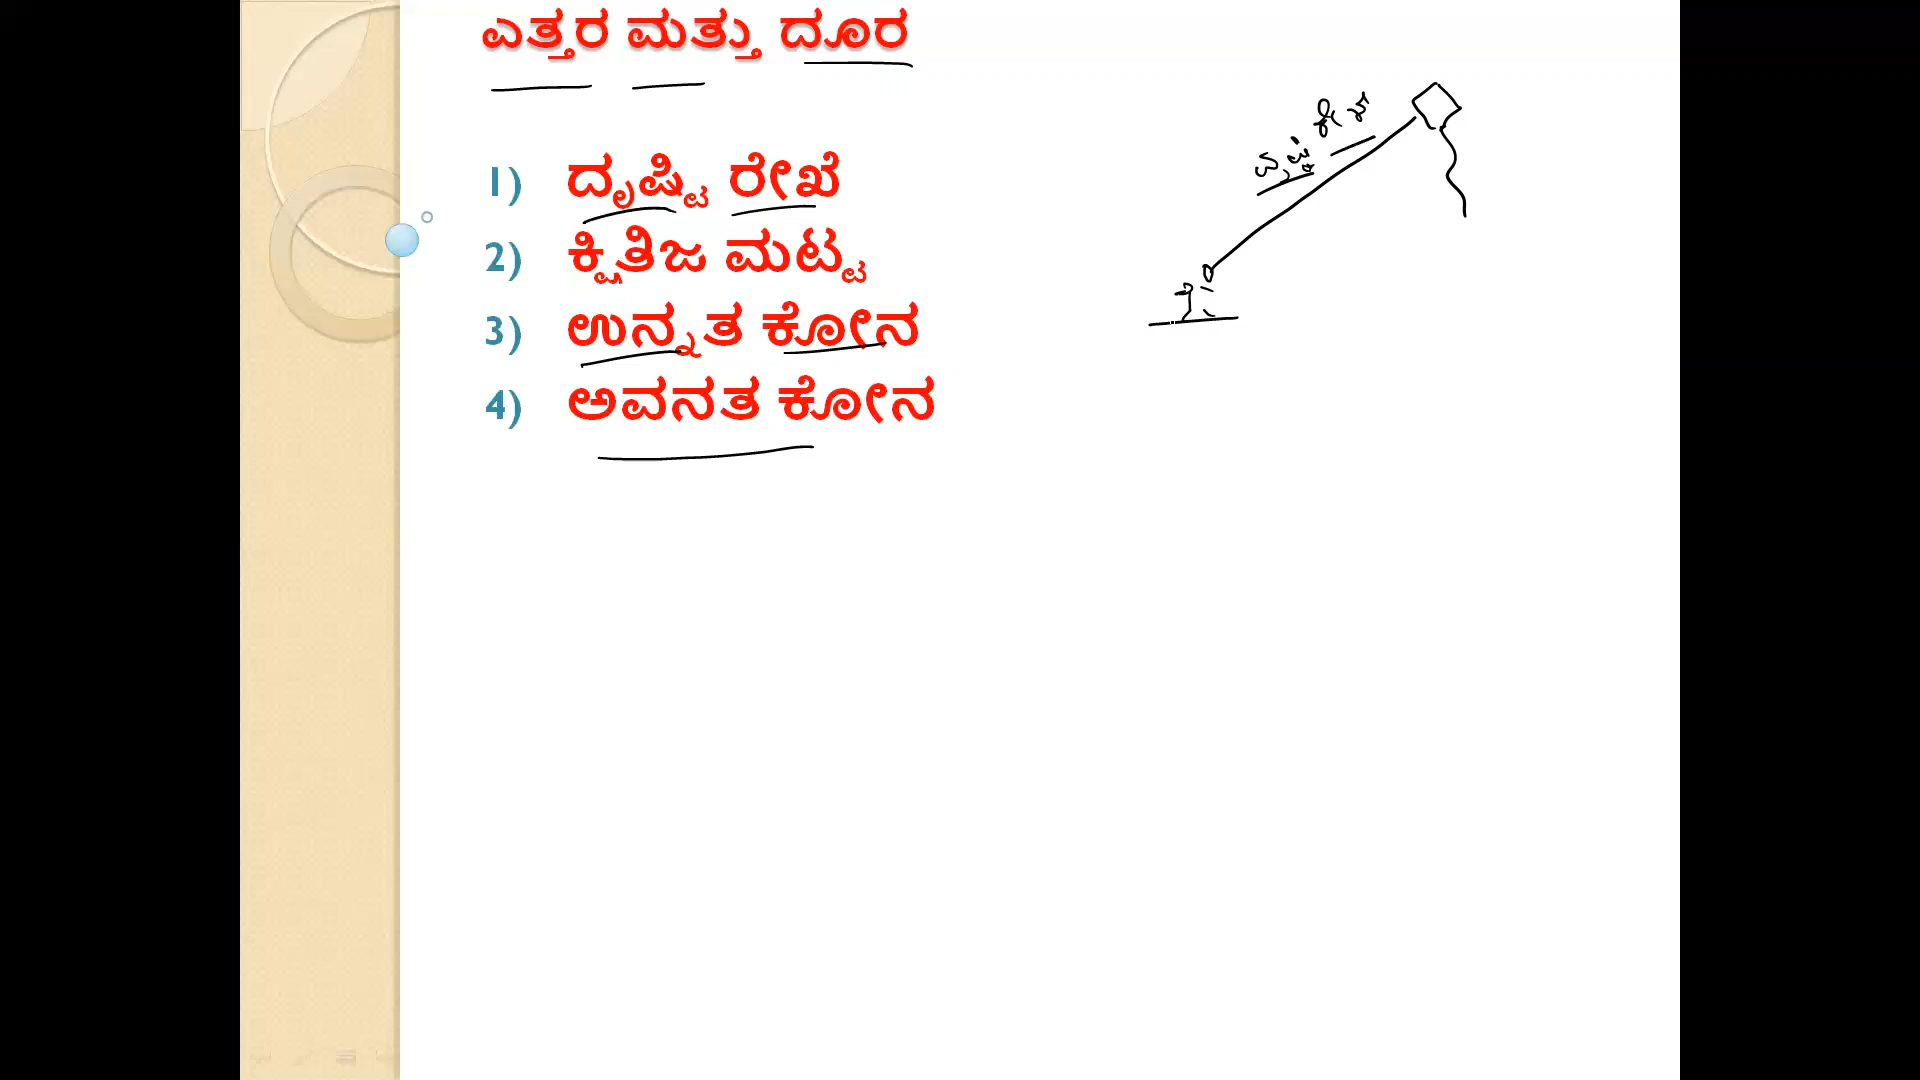 ಎತ್ತರ ಮತ್ತು ದೂರ
1) ದೃಷ್ಟಿ ರೇಖೆ
2) ಕ್ಷಿತಿಜ ಮಟ್ಟ
3) ಉನ್ನತ ಕೋನ
4) ಅವನತ ಕೋನ